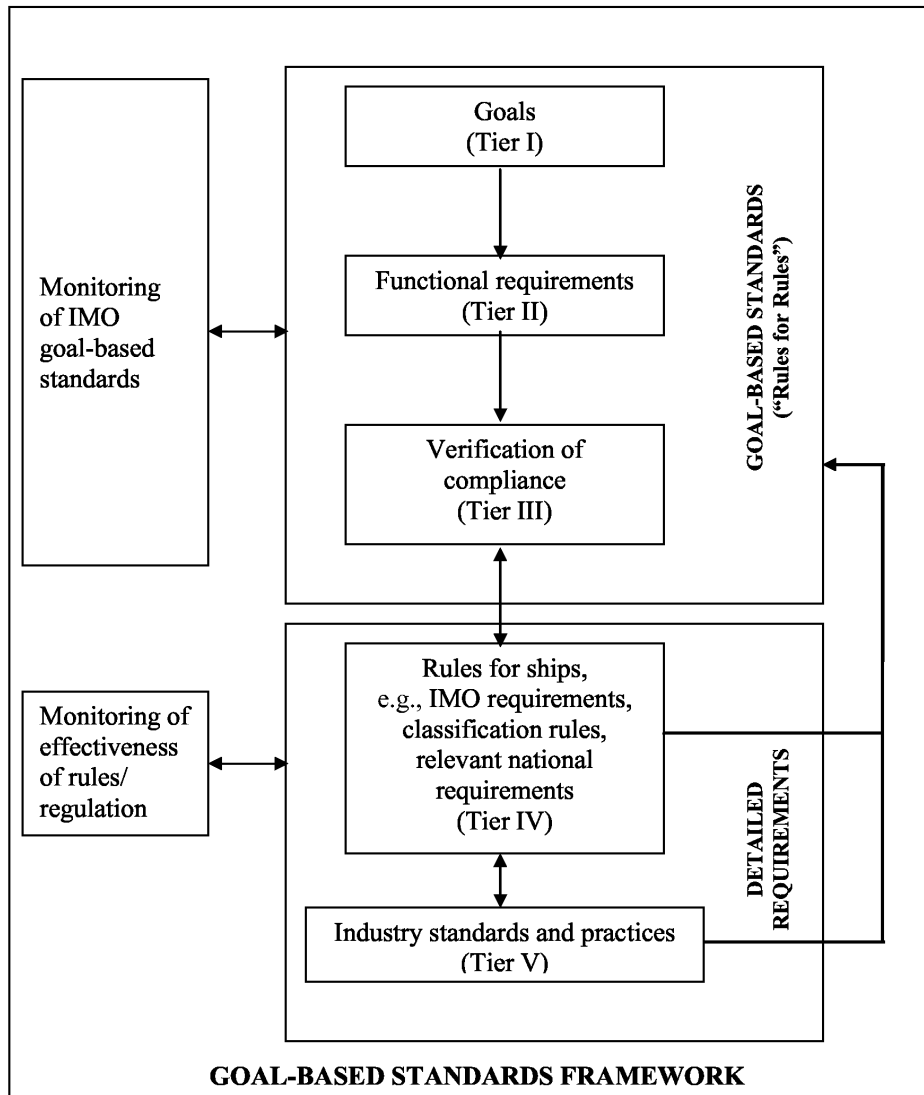 Goals
(Tier I)
Functional requirements
(Tier II)
Verification of
compliance
(Tier III)
GOAL-BASED STANDARDS
(“Rules for Rules”)
Monitoring
of IMO
goal-based
standards
Rules for ships,
e.g., IMO requirements,
classification rules,
relevant national
requirements
(Tier IV)
Monitoring of
effectiveness
of rules/
regulation
DETAILED
REQUIREMENTS
Industry standards and practices
(Tier V)
GOAL-BASED STANDARDS FRAMEWORK